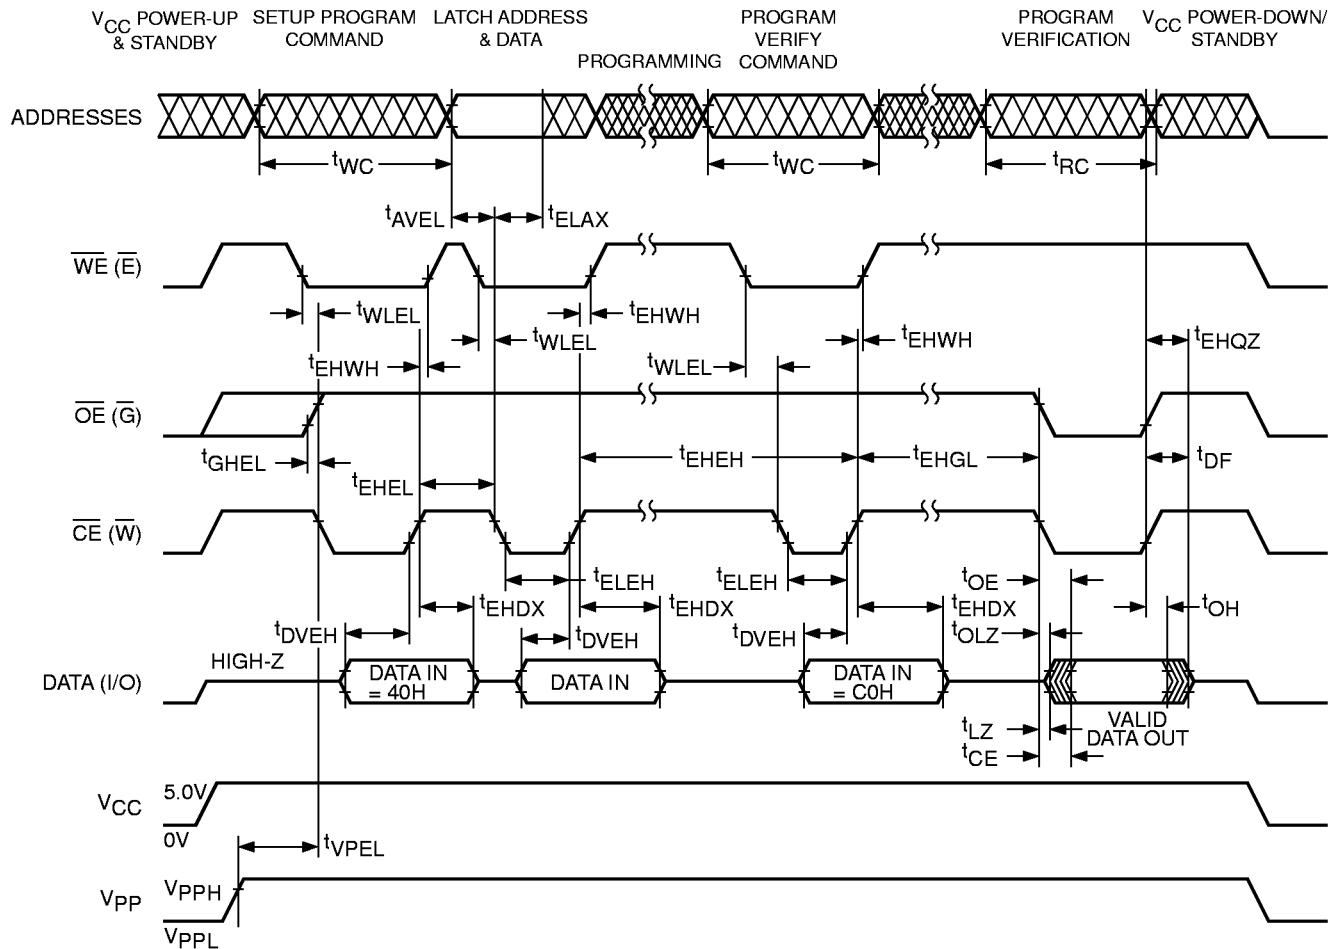 VCC POWER-UP & STANDBY
SETUP PROGRAM COMMAND
LATCH ADDRESS & DATA
PROGRAMMING
PROGRAM VERIFY COMMAND
PROGRAM VERIFICATION
VCC POWER-DOWN/ STANDBY
ADDRESSES
tWC
tWC
tRC
tAVEL
tELAX
WE (E)
tWLEL
tEHWH
tWLEL
tEHWH
tEHWH
tWLEL
tEHQZ
OE (G)
tGHEL
tEHEH
tEHGL
tDF
tEHEL
CE (W)
tELEH
tELEH
tOE
tEHDX
tEHDX
tEHDX
tOH
tDVEH
tDVEH
tDVEH
tOLZ
HIGH-Z
DATA (I/O)
DATA IN = 40H
DATA IN
DATA IN = C0H
VALID DATA OUT
tLZ
tCE
VCC
5.0V
0V
tVPEL
VPP
VPPH
VPPL